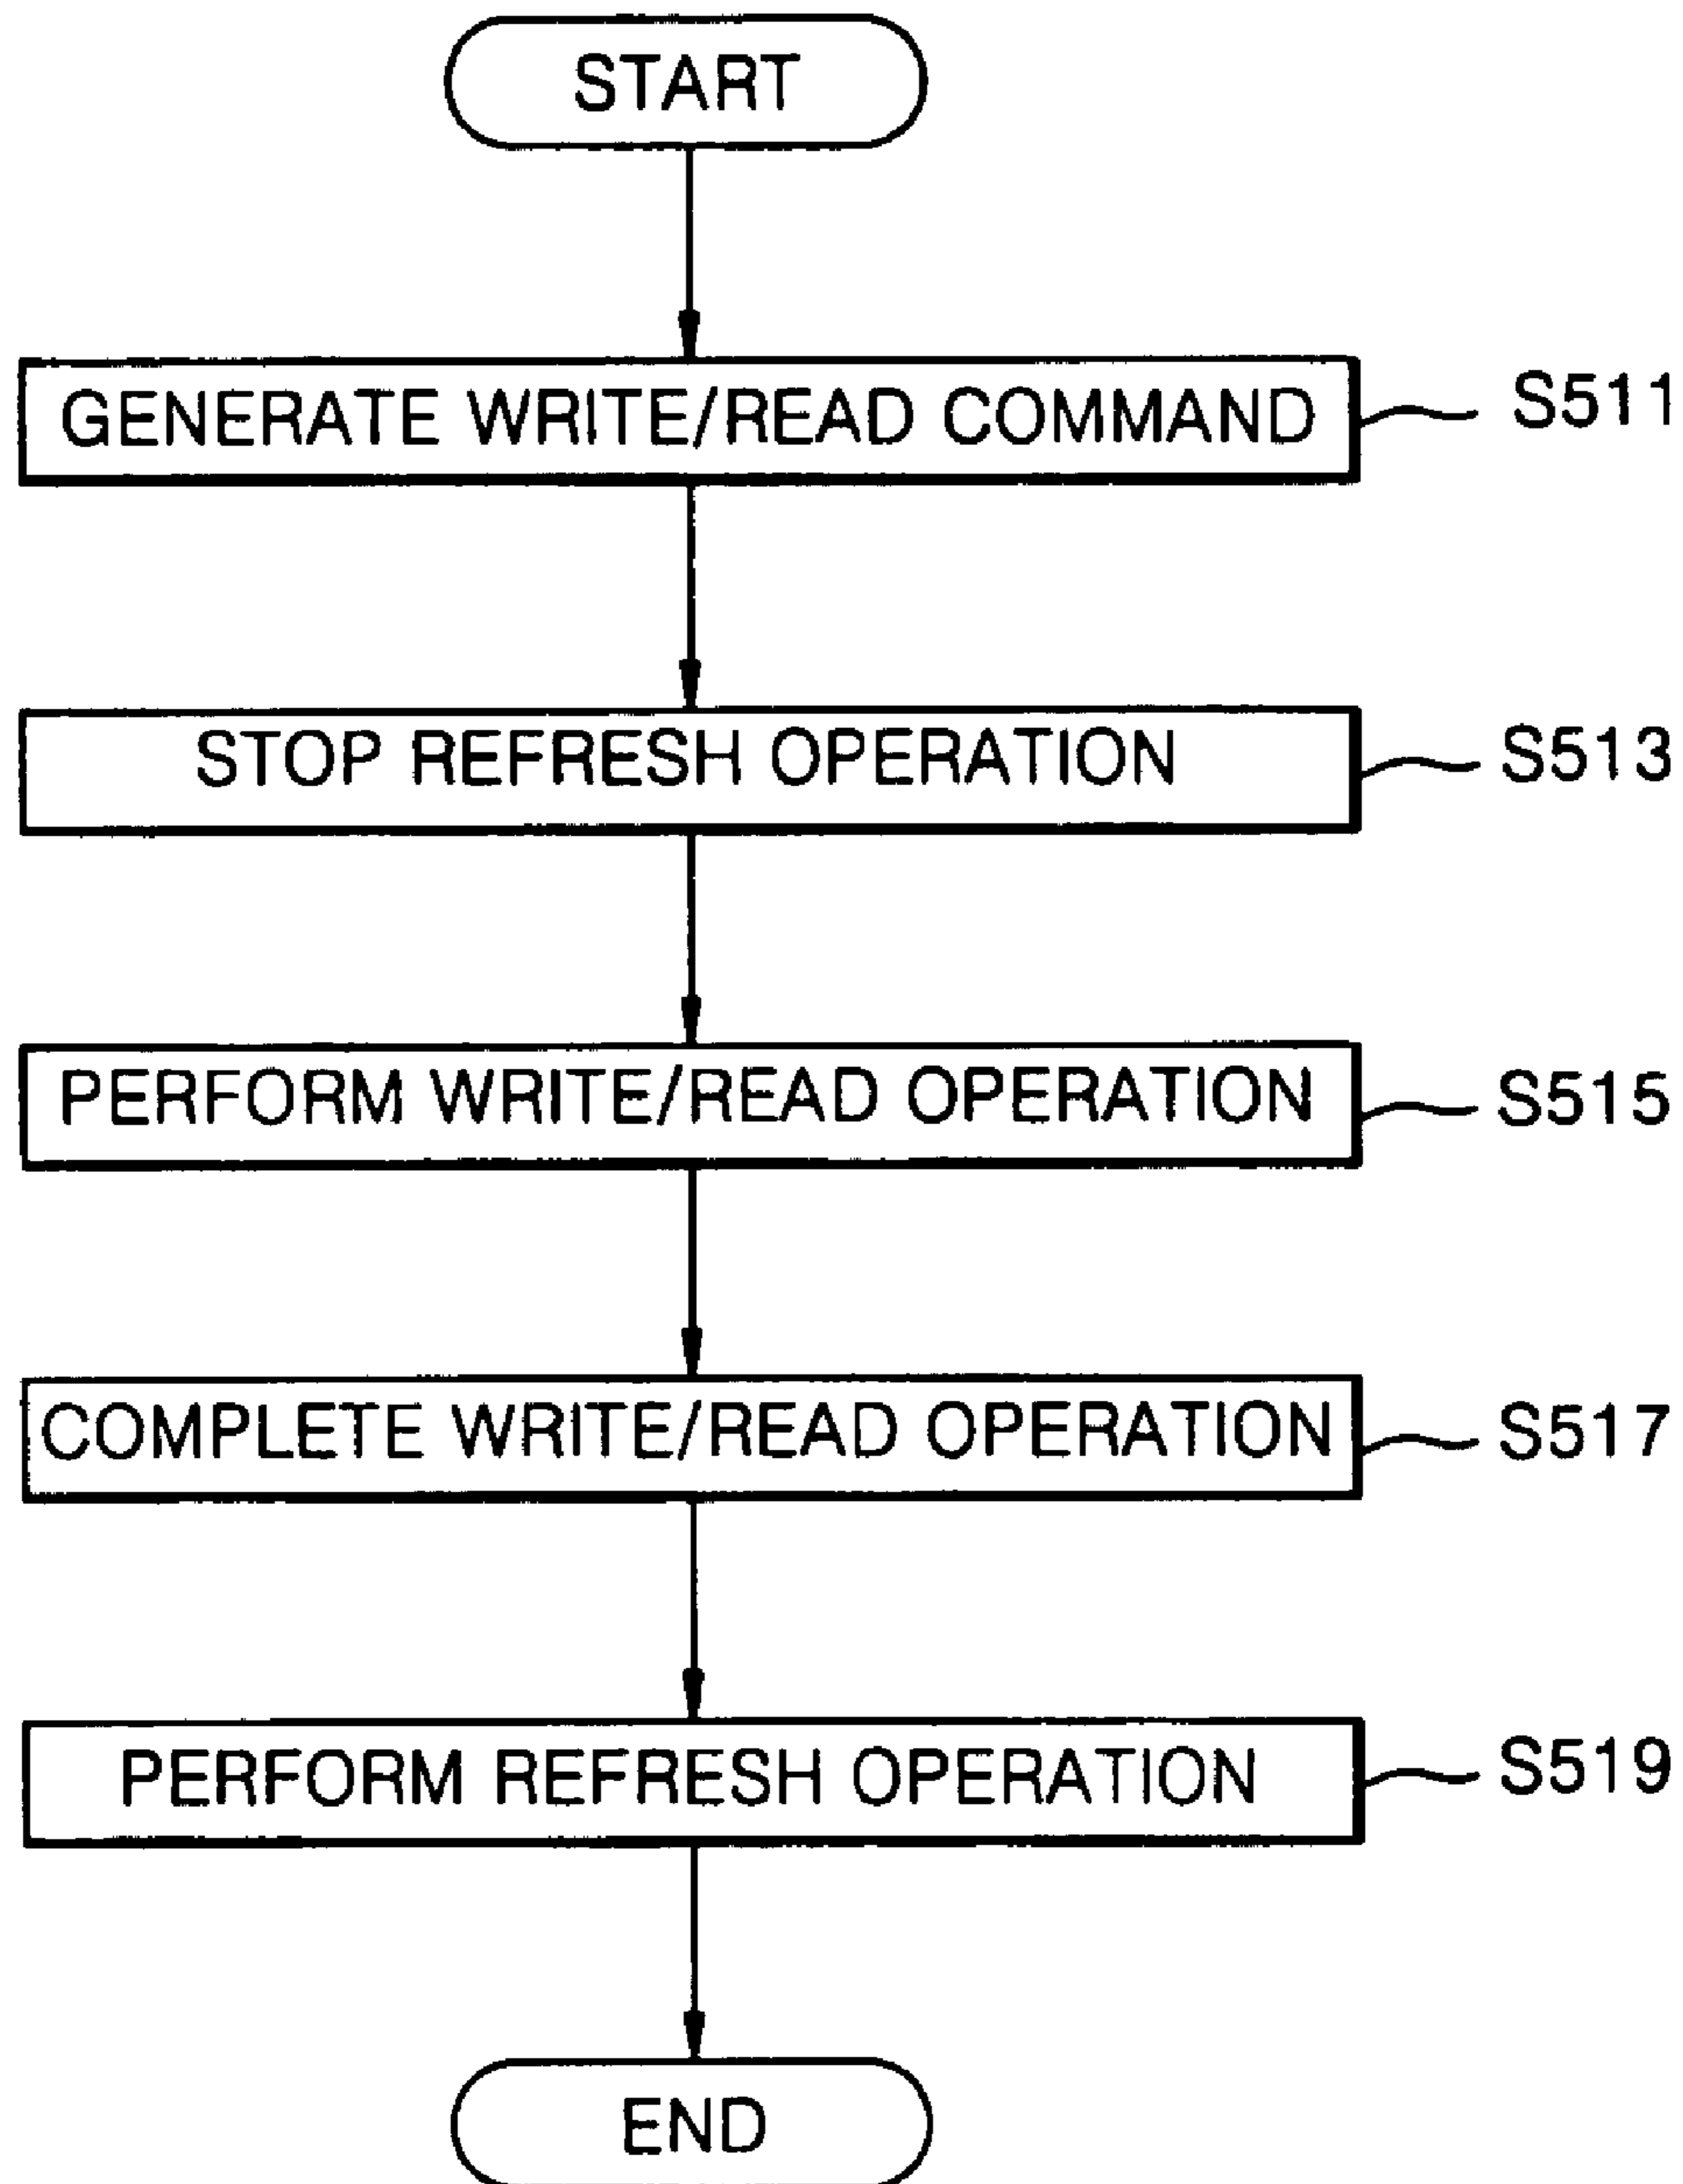 START
GENERATE WRITE/READ COMMAND S511
STOP REFRESH OPERATION S513
PERFORM WRITE/READ OPERATION S515
COMPLETE WRITE/READ OPERATION S517
PERFORM REFRESH OPERATION S519
END